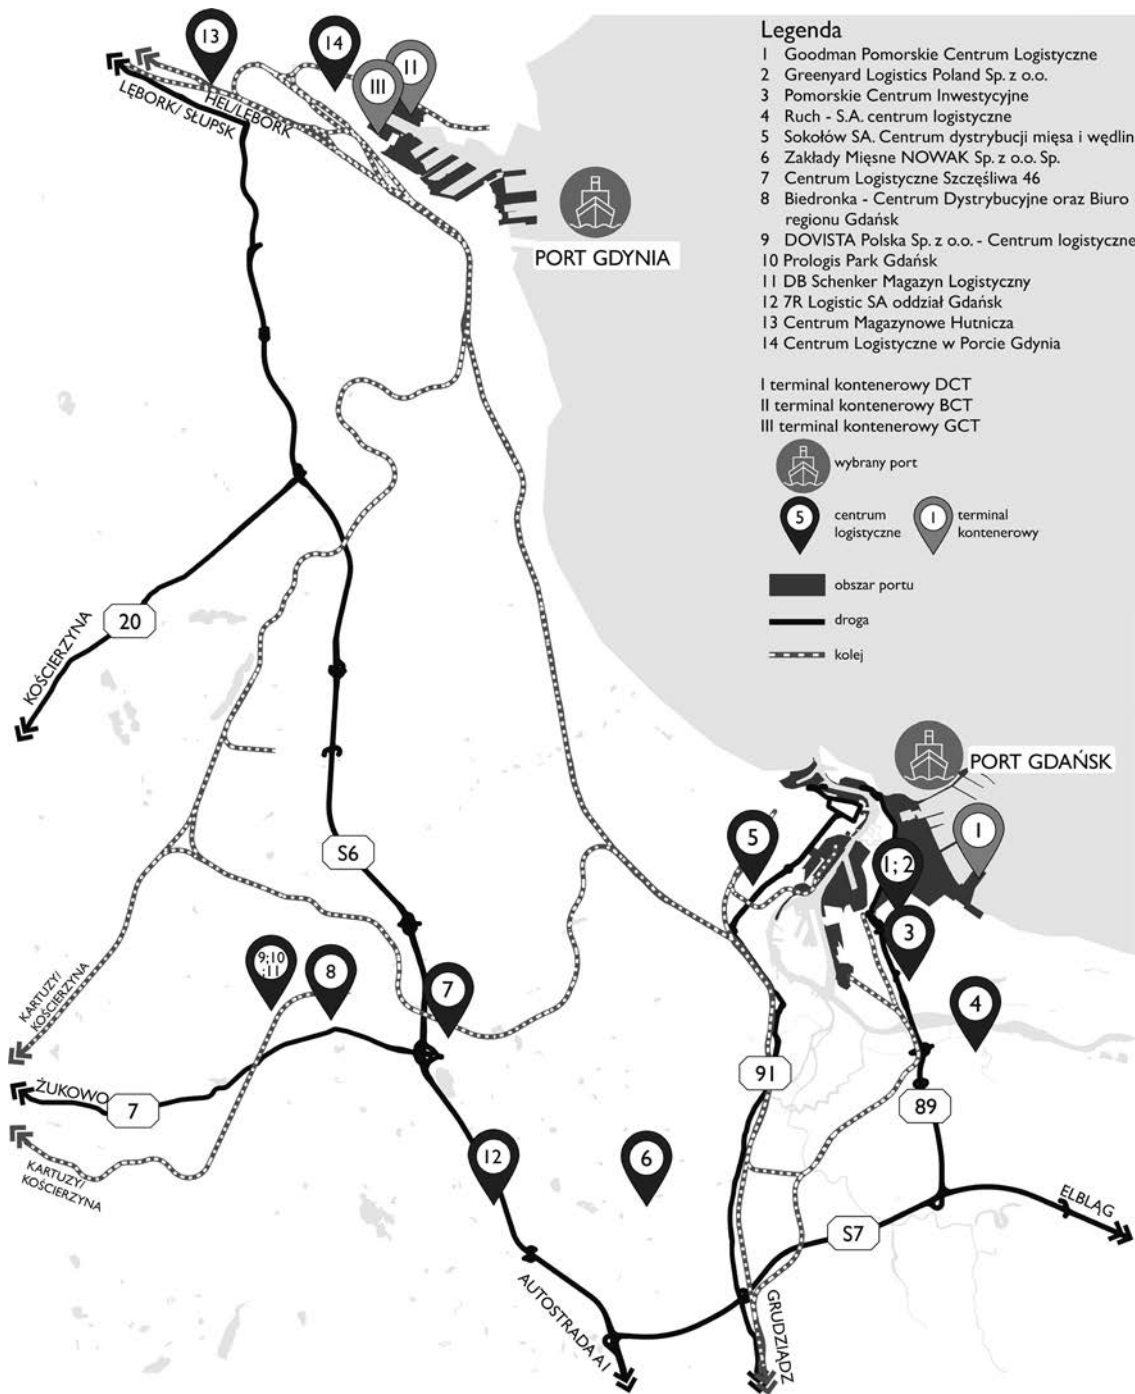 Legenda
1 Goodman Pomorskie Centrum Logistyczne
2 Greenyard Logistics Poland Sp. z o.o.
3 Pomorskie Centrum Inwestycyjne
4 Ruch - S.A. centrum logistyczne
5 Sokołów SA. Centrum dystrybucji mięsa i wędlin
6 Zakłady Mięsne NOWAK Sp. z o.o. Sp.
7 Centrum Logistyczne Szczęśliwa 46
8 Biedronka - Centrum Dystrybucyjne oraz Biuro
regionu Gdańsk
9 DOVISTA Polska Sp. z o.o. - Centrum logistyczne
10 Prologis Park Gdańsk
11 DB Schenker Magazyn Logistyczny
12 7R Logistic SA oddział Gdańsk
13 Centrum Magazynowe Hutnicza
14 Centrum Logistyczne w Porcie Gdynia
I terminal kontenerowy DCT
II terminal kontenerowy BCT
III terminal kontenerowy GCT
wybrany port
5
centrum
logistyczne
I
terminal
kontenerowy
obszar portu
droga
kolej
13
14
II
III
LĘBORK/ SŁUPSK
HEL/LĘBORK
PORT GDYNIA
20
KOŚCIERZYNA
S6
PORT GDAŃSK
5
1; 2
I
3
9;10
;11
8
7
4
KARTUZY/
KOŚCIERZYNA
ŻUKOWO
7
91
89
KARTUZY/
KOŚCIERZYNA
12
6
S7
ELBLĄG
AUTOSTRADA A1
GRUDZIĄDZ